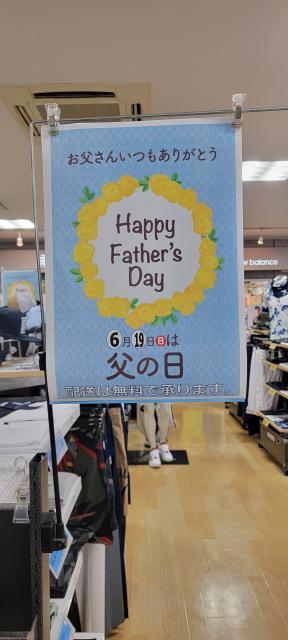 お父さんいつもありがとう
Happy
Father's
Day
6月19日日は
父の日
配送は無料で承ります。
w balance